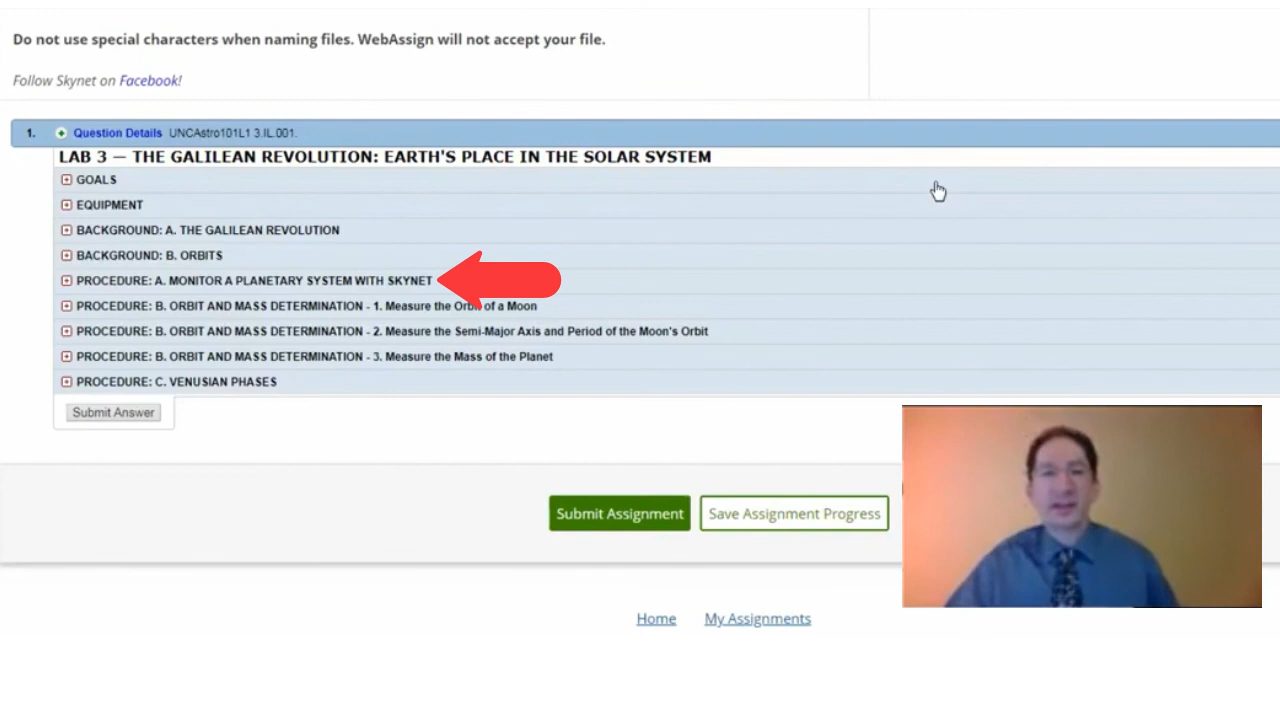 Do not use special characters when naming files. WebAssign will not accept your file.
Follow Skynet on Facebook!
1. Question Details UNCAstro101L1 3.IL.001.
LAB 3 — THE GALILEAN REVOLUTION: EARTH'S PLACE IN THE SOLAR SYSTEM
GOALS
EQUIPMENT
BACKGROUND: A. THE GALILEAN REVOLUTION
BACKGROUND: B. ORBITS
PROCEDURE: A. MONITOR A PLANETARY SYSTEM WITH SKYNET
PROCEDURE: B. ORBIT AND MASS DETERMINATION - 1. Measure the Orbit of a Moon
PROCEDURE: B. ORBIT AND MASS DETERMINATION - 2. Measure the Semi-Major Axis and Period of the Moon's Orbit
PROCEDURE: B. ORBIT AND MASS DETERMINATION - 3. Measure the Mass of the Planet
PROCEDURE: C. VENUSIAN PHASES
Submit Answer
Submit Assignment Save Assignment Progress
Home My Assignments